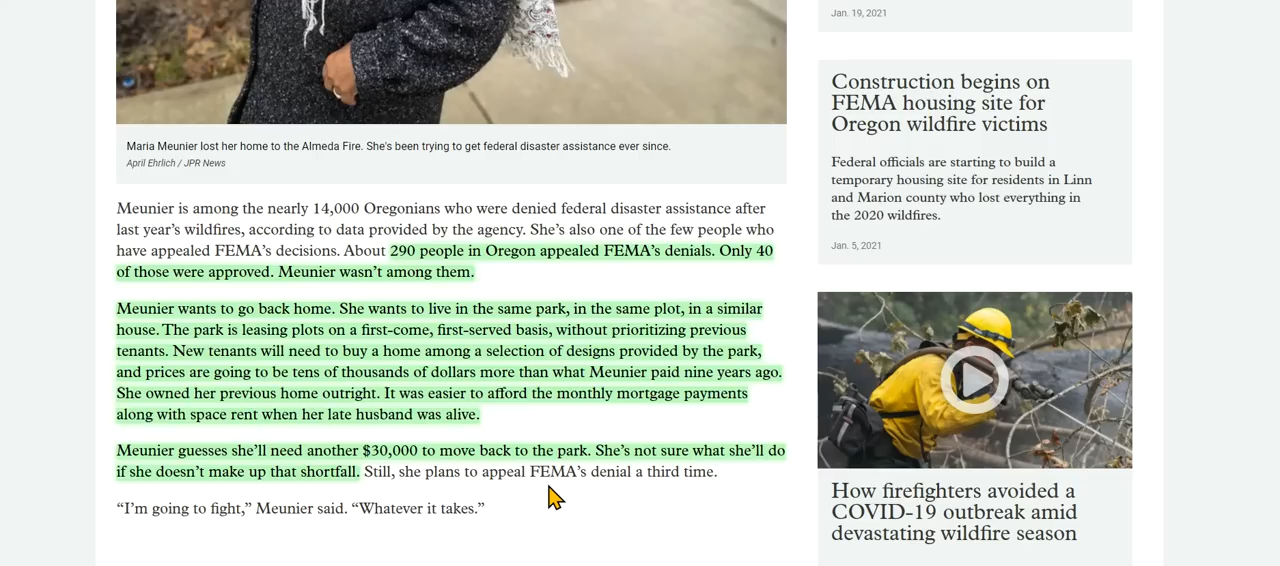 Maria Meunier lost her home to the Almeda Fire. She's been trying to get federal disaster assistance ever since.
April Ehrlich / JPR News
Meunier is among the nearly 14,000 Oregonians who were denied federal disaster assistance after
last year’s wildfires, according to data provided by the agency. She’s also one of the few people who
have appealed FEMA’s decisions. About 290 people in Oregon appealed FEMA’s denials. Only 40
of those were approved. Meunier wasn’t among them.
Meunier wants to go back home. She wants to live in the same park, in the same plot, in a similar
house. The park is leasing plots on a first-come, first-served basis, without prioritizing previous
tenants. New tenants will need to buy a home among a selection of designs provided by the park,
and prices are going to be tens of thousands of dollars more than what Meunier paid nine years ago.
She owned her previous home outright. It was easier to afford the monthly mortgage payments
along with space rent when her late husband was alive.
Meunier guesses she’ll need another $30,000 to move back to the park. She’s not sure what she’ll do
if she doesn’t make up that shortfall. Still, she plans to appeal FEMA’s denial a third time.
“I’m going to fight,” Meunier said. “Whatever it takes.”
Jan. 19, 2021
Construction begins on
FEMA housing site for
Oregon wildfire victims
Federal officials are starting to build a
temporary housing site for residents in Linn
and Marion county who lost everything in
the 2020 wildfires.
Jan. 5, 2021
How firefighters avoided a
COVID-19 outbreak amid
devastating wildfire season